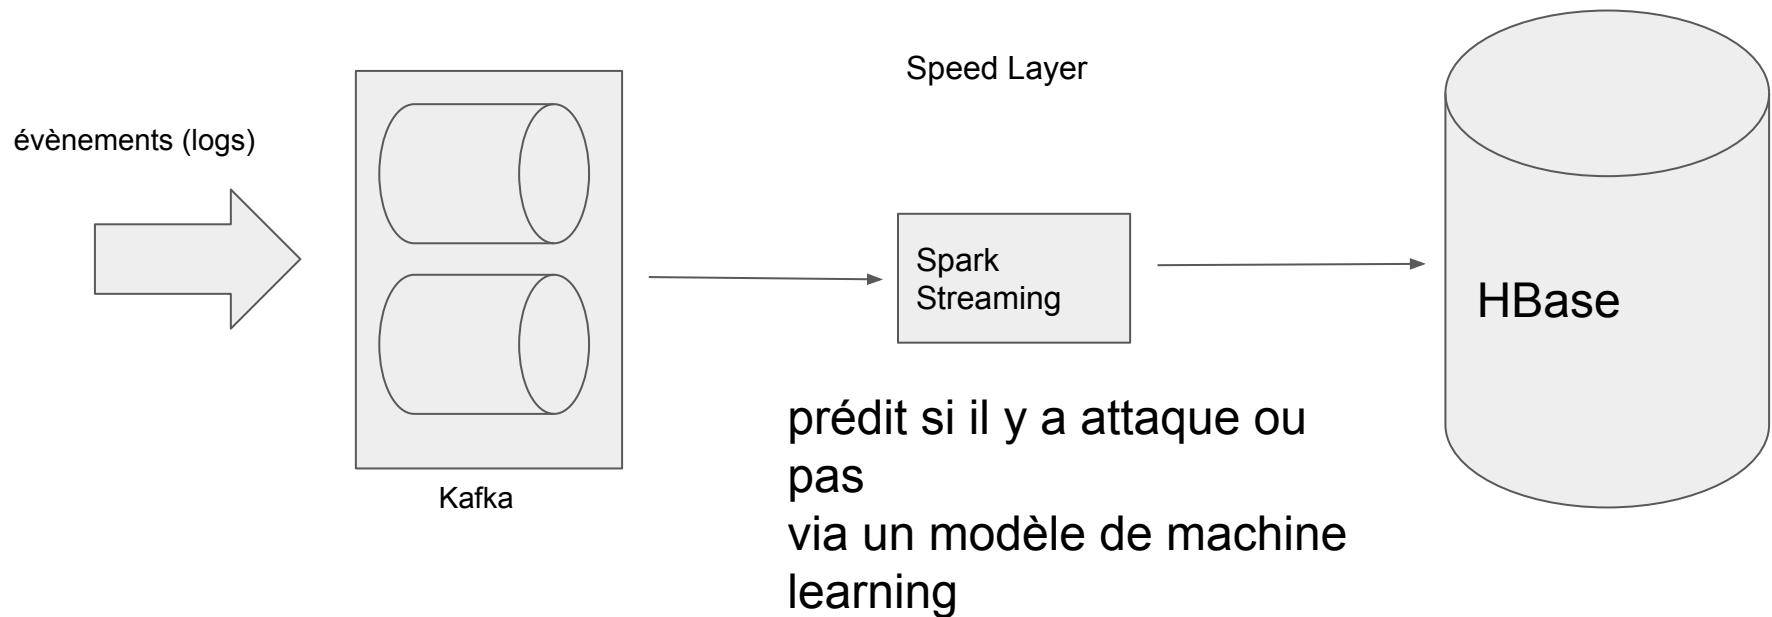 Speed Layer
évènements (logs)
Kafka
Spark
Streaming
prédit si il y a attaque ou
pas
via un modèle de machine
learning
HBase